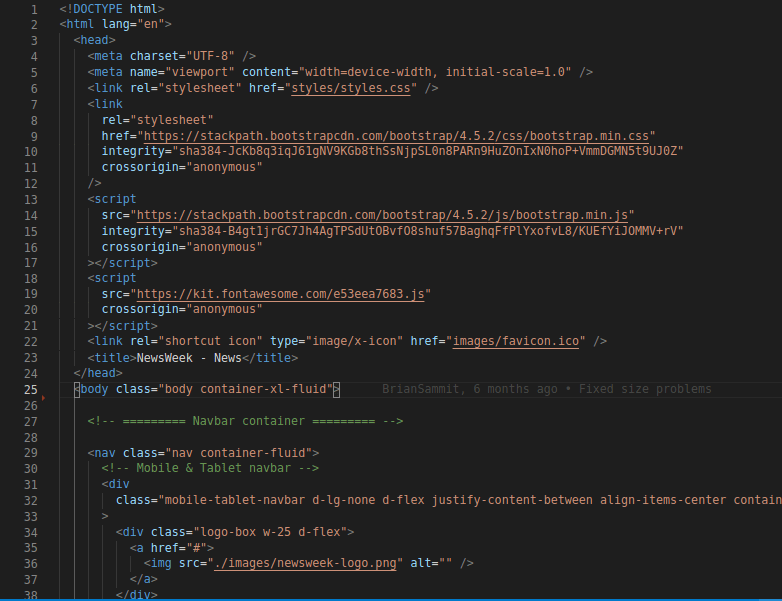 1 <!DOCTYPE html>
2 <html lang="en">
3 <head>
4 <meta charset="UTF-8" />
5 <meta name="viewport" content="width=device-width, initial-scale=1.0" />
6 <link rel="stylesheet" href="styles/styles.css" />
7 <link
8 rel="stylesheet"
9 href="https://stackpath.bootstrapcdn.com/bootstrap/4.5.2/css/bootstrap.min.css"
10 integrity="sha384-JcKb8q3iqJ61gNV9KGb8thSsNjpSL0n8PARn9HuZOnIxN0hoP+VmmDGMN5t9UJ0Z"
11 crossorigin="anonymous"
12 />
13 <script
14 src="https://stackpath.bootstrapcdn.com/bootstrap/4.5.2/js/bootstrap.min.js"
15 integrity="sha384-B4gt1jrGC7Jh4AgTPSdUtOBvfO8shuf57BaghqFfPlYxofvL8/KUEfYiJOMMV+rV"
16 crossorigin="anonymous"
17 ></script>
18 <script
19 src="https://kit.fontawesome.com/e53eea7683.js"
20 crossorigin="anonymous"
21 ></script>
22 <link rel="shortcut icon" type="image/x-icon" href="images/favicon.ico" />
23 <title>NewsWeek - News</title>
24 </head>
25 <body class="body container-xl-fluid"> BrianSammit, 6 months ago • Fixed size problems
26
27 <!-- ========= Navbar container ========= -->
28
29 <nav class="nav container-fluid">
30 <!-- Mobile & Tablet navbar -->
31 <div
32 class="mobile-tablet-navbar d-lg-none d-flex justify-content-between align-items-center contain
33 >
34 <div class="logo-box w-25 d-flex">
35 <a href="#">
36 <img src="./images/newsweek-logo.png" alt="" />
37 </a>
38 </div>